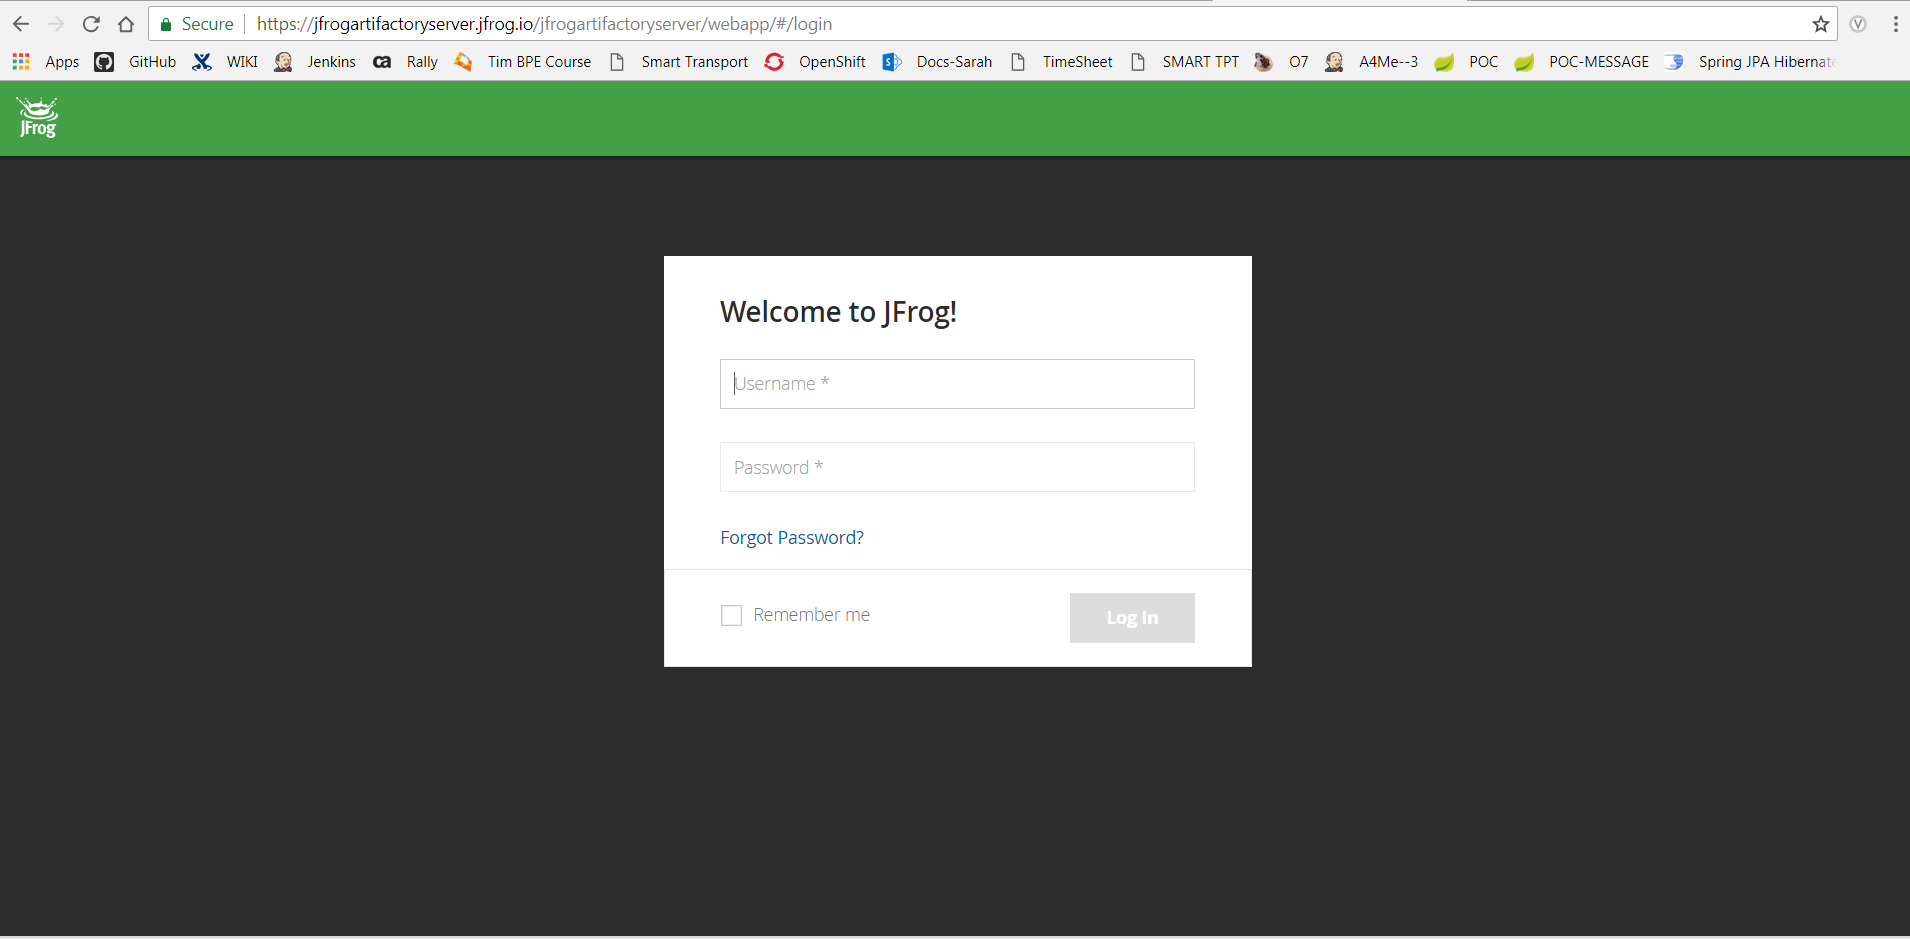 Secure https://jfrogartifactoryserver.jfrog.io/jfrogartifactoryserver/webapp/#/login
Apps GitHub WIKI Jenkins ca Rally Tim BPE Course Smart Transport OpenShift Docs-Sarah TimeSheet SMART TPT O7 A4Me--3 POC POC-MESSAGE Spring JPA Hibernate
JFrog
Welcome to JFrog!
Username *
Password *
Forgot Password?
Remember me Log In